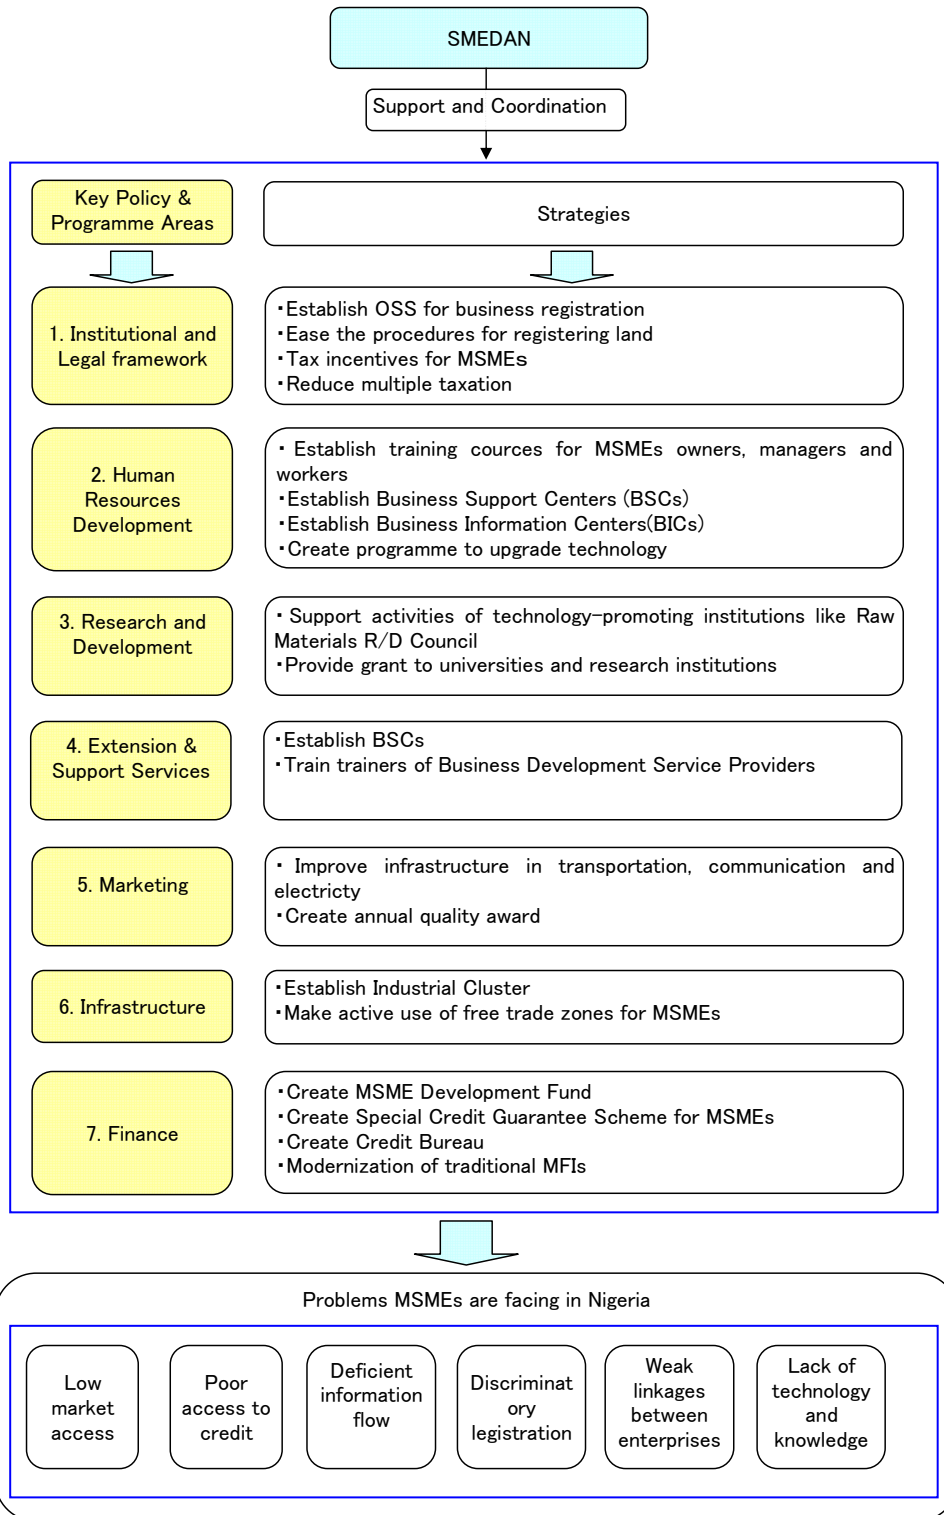 SMEDAN
Support and Coordination
Key Policy &
Programme Areas
Strategies
1. Institutional and
Legal framework
・Establish OSS for business registration
・Ease the procedures for registering land
・Tax incentives for MSMEs
・Reduce multiple taxation
2. Human
Resources
Development
・ Establish training cources for MSMEs owners, managers and
workers
・Establish Business Support Centers (BSCs)
・Establish Business Information Centers(BICs)
・Create programme to upgrade technology
3. Research and
Development
・ Support activities of technology-promoting institutions like Raw
Materials R/D Council
・Provide grant to universities and research institutions
4. Extension &
Support Services
・Establish BSCs
・Train trainers of Business Development Service Providers
5. Marketing
・ Improve infrastructure in transportation, communication and
electricty
・Create annual quality award
6. Infrastructure
・Establish Industrial Cluster
・Make active use of free trade zones for MSMEs
7. Finance
・Create MSME Development Fund
・Create Special Credit Guarantee Scheme for MSMEs
・Create Credit Bureau
・Modernization of traditional MFIs
Problems MSMEs are facing in Nigeria
Low
market
access
Poor
access to
credit
Deficient
information
flow
Discriminat
ory
legistration
Weak
linkages
between
enterprises
Lack of
technology
and
knowledge